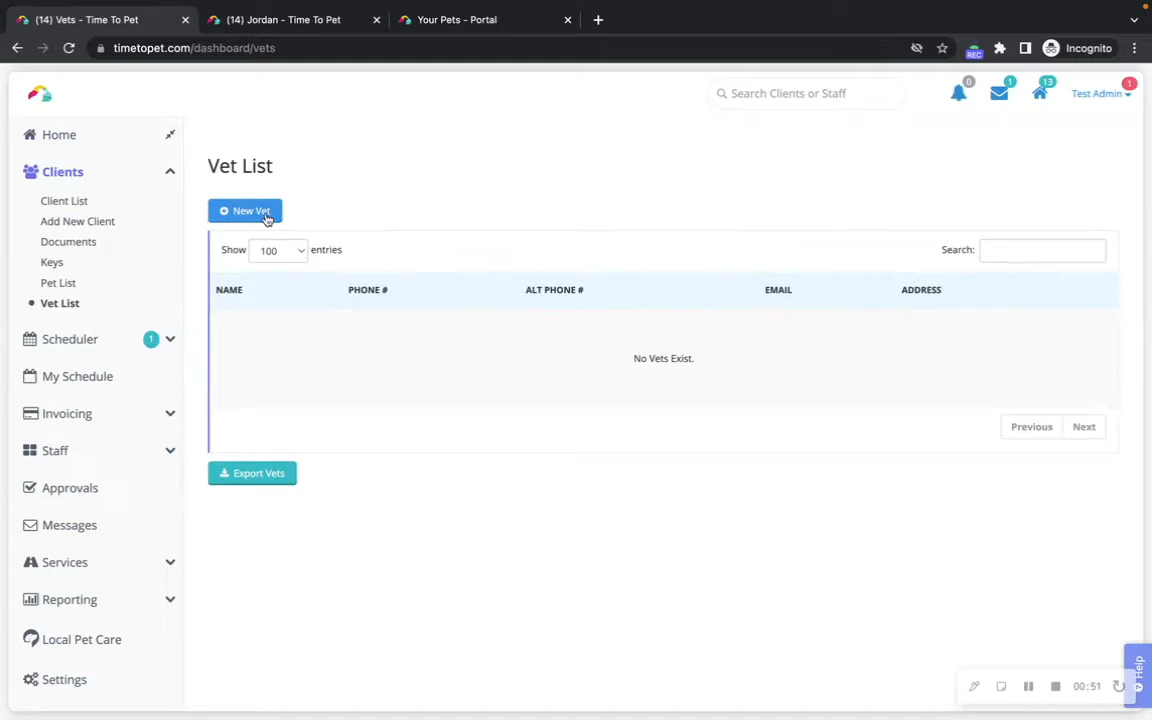 (14) Vets - Time To Pet
(14) Jordan - Time To Pet
Your Pets - Portal
timetopet.com/dashboard/vets
REC
Incognito
Search Clients or Staff
0
1
13
Test Admin
1
Home
Clients
Client List
Add New Client
Documents
Keys
Pet List
Vet List
Scheduler
1
My Schedule
Invoicing
Staff
Approvals
Messages
Services
Reporting
Local Pet Care
Settings
Vet List
New Vet
Show 100 entries
Search:
NAME PHONE # ALT PHONE # EMAIL ADDRESS
No Vets Exist.
Previous Next
Export Vets
Help
00:51